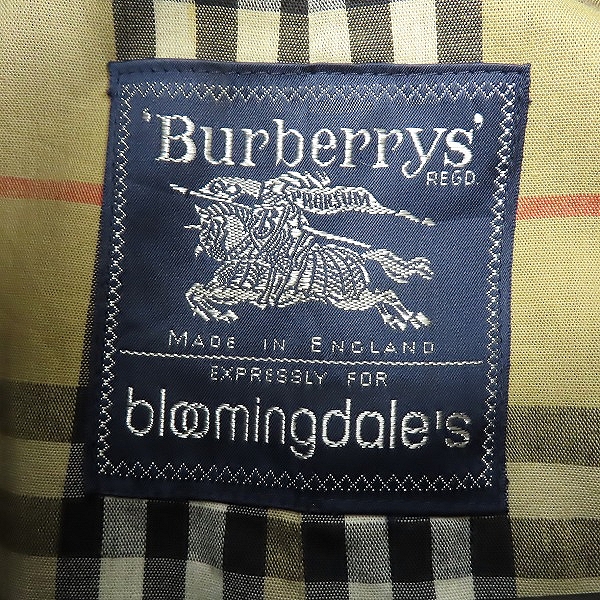 'Burberrys'
REGD.
PRORSUM
MADE IN ENGLAND
EXPRESSLY FOR
bloomingdale's